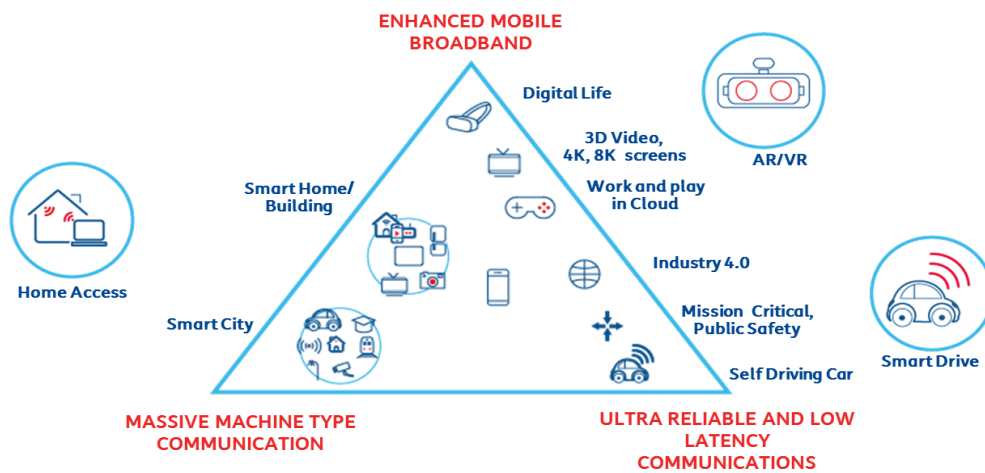 ENHANCED MOBILE
BROADBAND
Digital Life
3D Video,
4K, 8K screens
AR/VR
Smart Home/
Building
Work and play
in Cloud
Home Access
Industry 4.0
Smart City
Mission Critical,
Public Safety
Smart Drive
Self Driving Car
MASSIVE MACHINE TYPE
COMMUNICATION
ULTRA RELIABLE AND LOW
LATENCY
COMMUNICATIONS